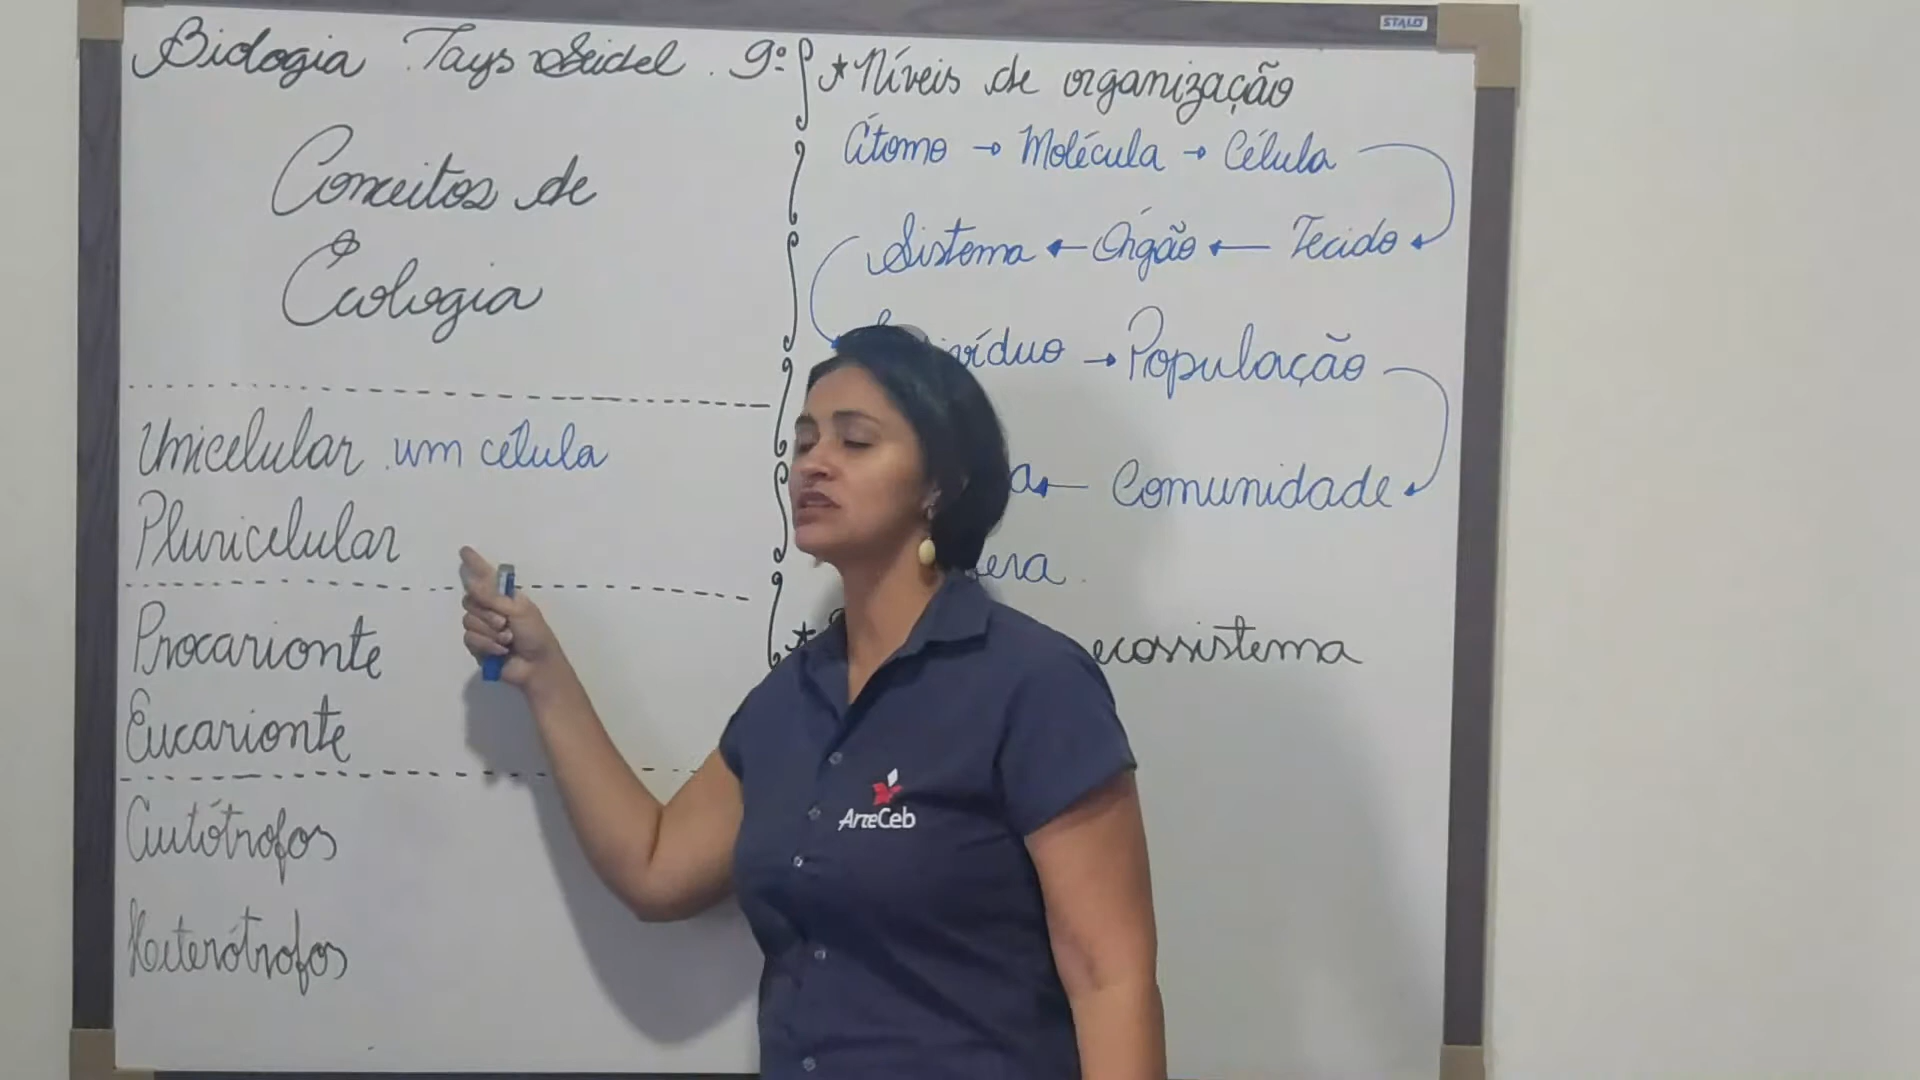 Biologia Tays Seidel. 9º
Conceitos de
Ecologia
Unicelular um célula
Pluricelular
Procarionte
Eucarionte
Autótrofos
Heterótrofos
★ Níveis de organização
Átomo → Molécula → Célula
Sistema ← Órgão ← Tecido
→ População
← Comunidade
★ ecossistema
ArteCeb
STALO